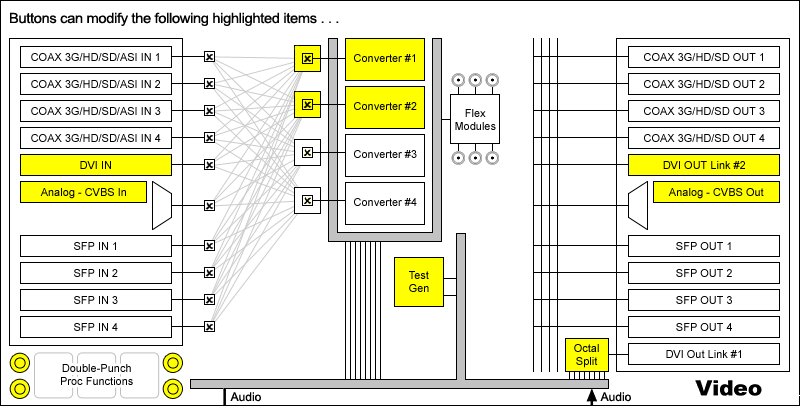 Buttons can modify the following highlighted items . . .
COAX 3G/HD/SD/ASI IN 1
COAX 3G/HD/SD/ASI IN 2
COAX 3G/HD/SD/ASI IN 3
COAX 3G/HD/SD/ASI IN 4
DVI IN
Analog - CVBS In
SFP IN 1
SFP IN 2
SFP IN 3
SFP IN 4
Double-Punch
Proc Functions
Converter #1
Converter #2
Converter #3
Converter #4
Flex
Modules
Test
Gen
COAX 3G/HD/SD OUT 1
COAX 3G/HD/SD OUT 2
COAX 3G/HD/SD OUT 3
COAX 3G/HD/SD OUT 4
DVI OUT Link #2
Analog - CVBS Out
SFP OUT 1
SFP OUT 2
SFP OUT 3
SFP OUT 4
DVI Out Link #1
Octal
Split
Audio
Audio
Video